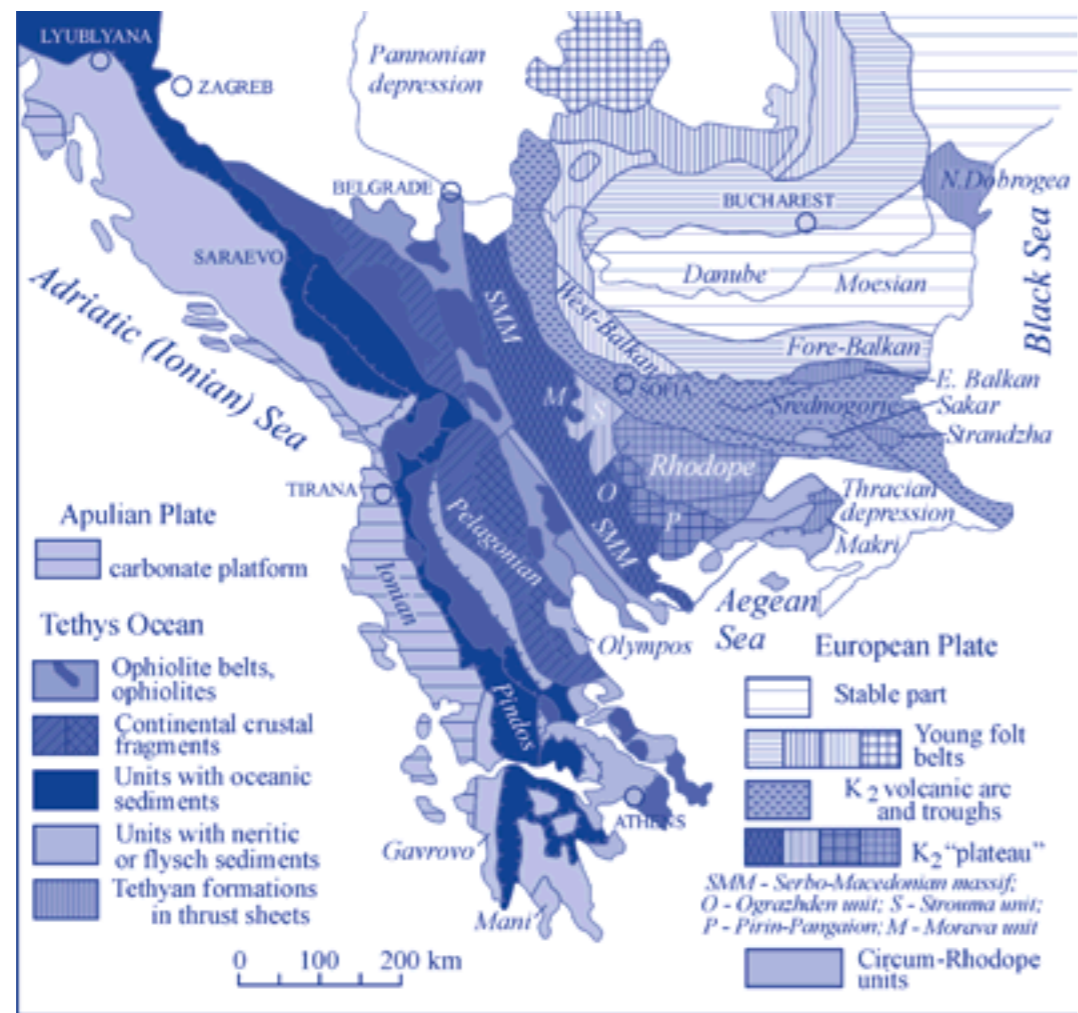 LYUBLYANA
ZAGREB
Pannonian
depression
BELGRADE
BUCHAREST
N.Dobrogea
SARAEVO
Adriatic (Ionian) Sea
SMM
West-Balkan
Danube
Moesian
Black Sea
Fore-Balkan
M
S
SOFIA
E. Balkan
Srednogorie
Sakar
Strandzha
Rhodope
TIRANA
O
P
Thracian
depression
Pelagonian
SMM
Makri
Ionian
Aegean
Sea
Olympos
Pindos
ATHENS
Gavrovo
Mani
Apulian Plate
carbonate platform
Tethys Ocean
Ophiolite belts,
ophiolites
Continental crustal
fragments
Units with oceanic
sediments
Units with neritic
or flysch sediments
Tethyan formations
in thrust sheets
0 100 200 km
European Plate
Stable part
Young folt
belts
K2 volcanic arc
and troughs
K2 "plateau"
SMM - Serbo-Macedonian massif;
O - Ograzhden unit; S - Strouma unit;
P - Pirin-Pangaion; M - Morava unit
Circum-Rhodope
units